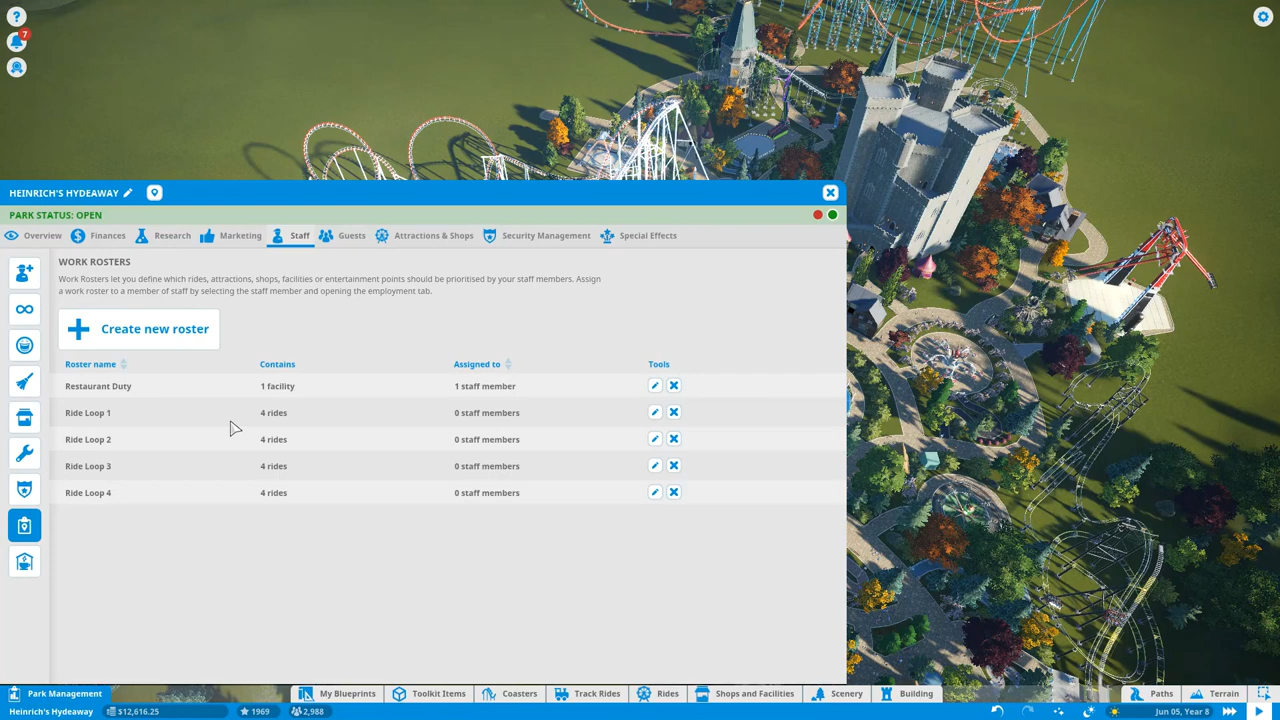 ?
7
HEINRICH'S HYDEAWAY
PARK STATUS: OPEN
Overview Finances Research Marketing Staff Guests Attractions & Shops Security Management Special Effects
WORK ROSTERS
Work Rosters let you define which rides, attractions, shops, facilities or entertainment points should be prioritised by your staff members. Assign
a work roster to a member of staff by selecting the staff member and opening the employment tab.
Create new roster
Roster name Contains Assigned to Tools
Restaurant Duty 1 facility 1 staff member
Ride Loop 1 4 rides 0 staff members
Ride Loop 2 4 rides 0 staff members
Ride Loop 3 4 rides 0 staff members
Ride Loop 4 4 rides 0 staff members
Park Management My Blueprints Toolkit Items Coasters Track Rides Rides Shops and Facilities Scenery Building Paths Terrain
Heinrich's Hydeaway $12,616.25 1969 2,988 Jun 05, Year 8